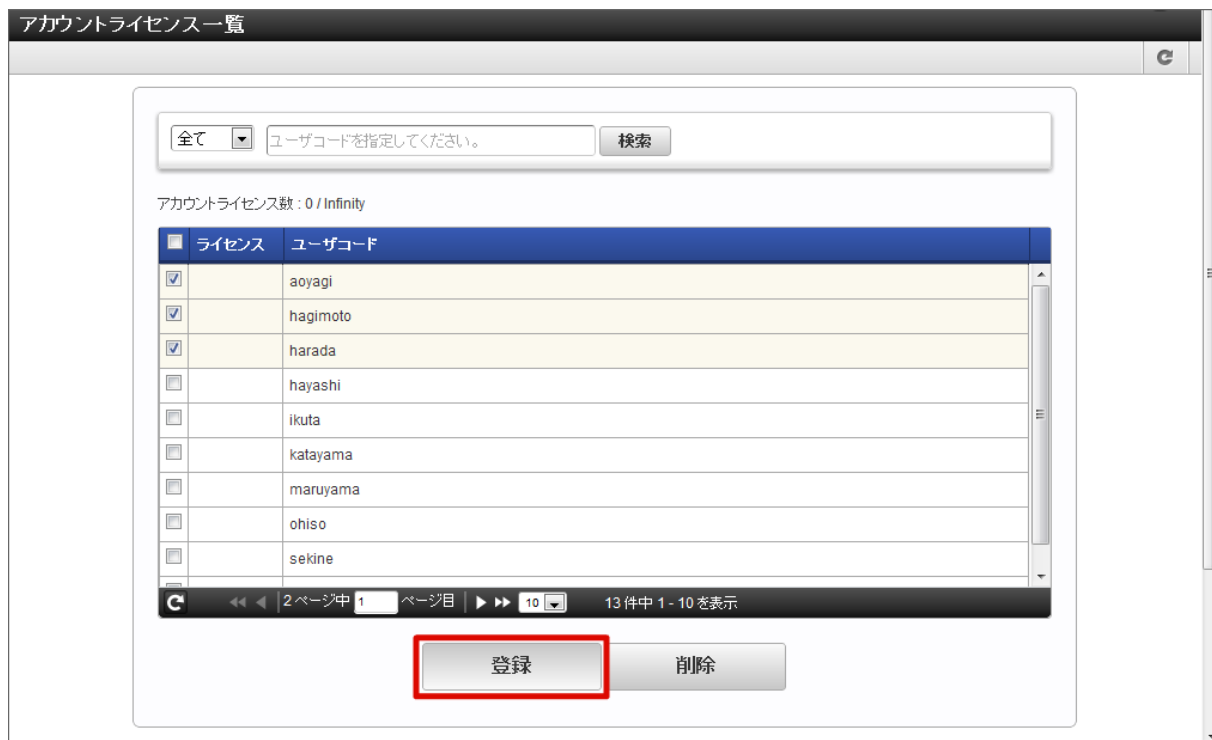 アカウントライセンス一覧
全て ユーザコードを指定してください。 検索
アカウントライセンス数 : 0 / Infinity
ライセンス ユーザコード
aoyagi
hagimoto
harada
hayashi
ikuta
katayama
maruyama
ohiso
sekine
2 ページ中 1 ページ目 10 13 件中 1 - 10 を表示
登録 削除